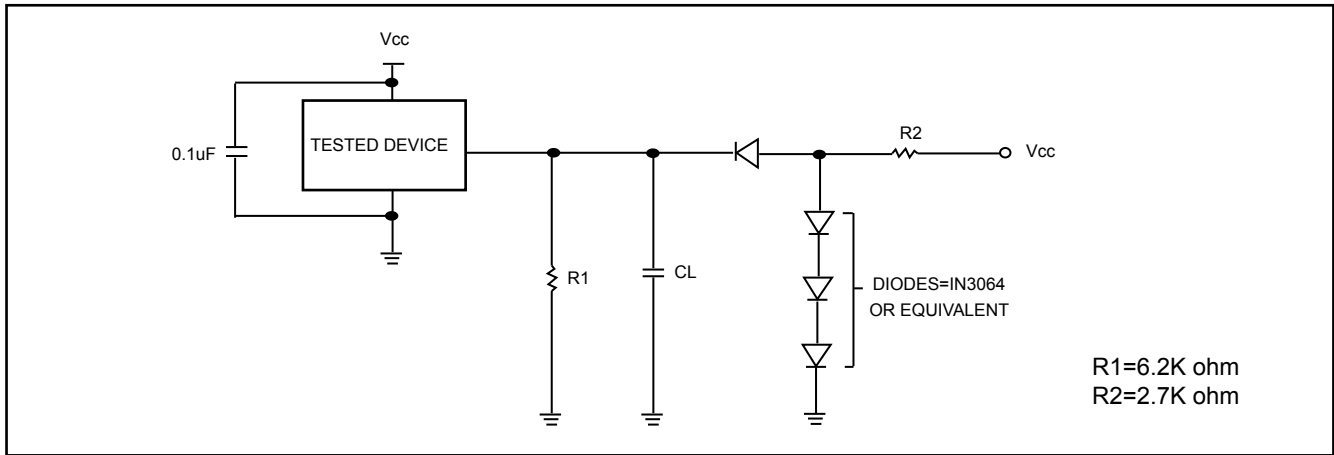 Vcc
0.1uF
TESTED DEVICE
R2
Vcc
R1
CL
DIODES=IN3064
OR EQUIVALENT
R1=6.2K ohm
R2=2.7K ohm